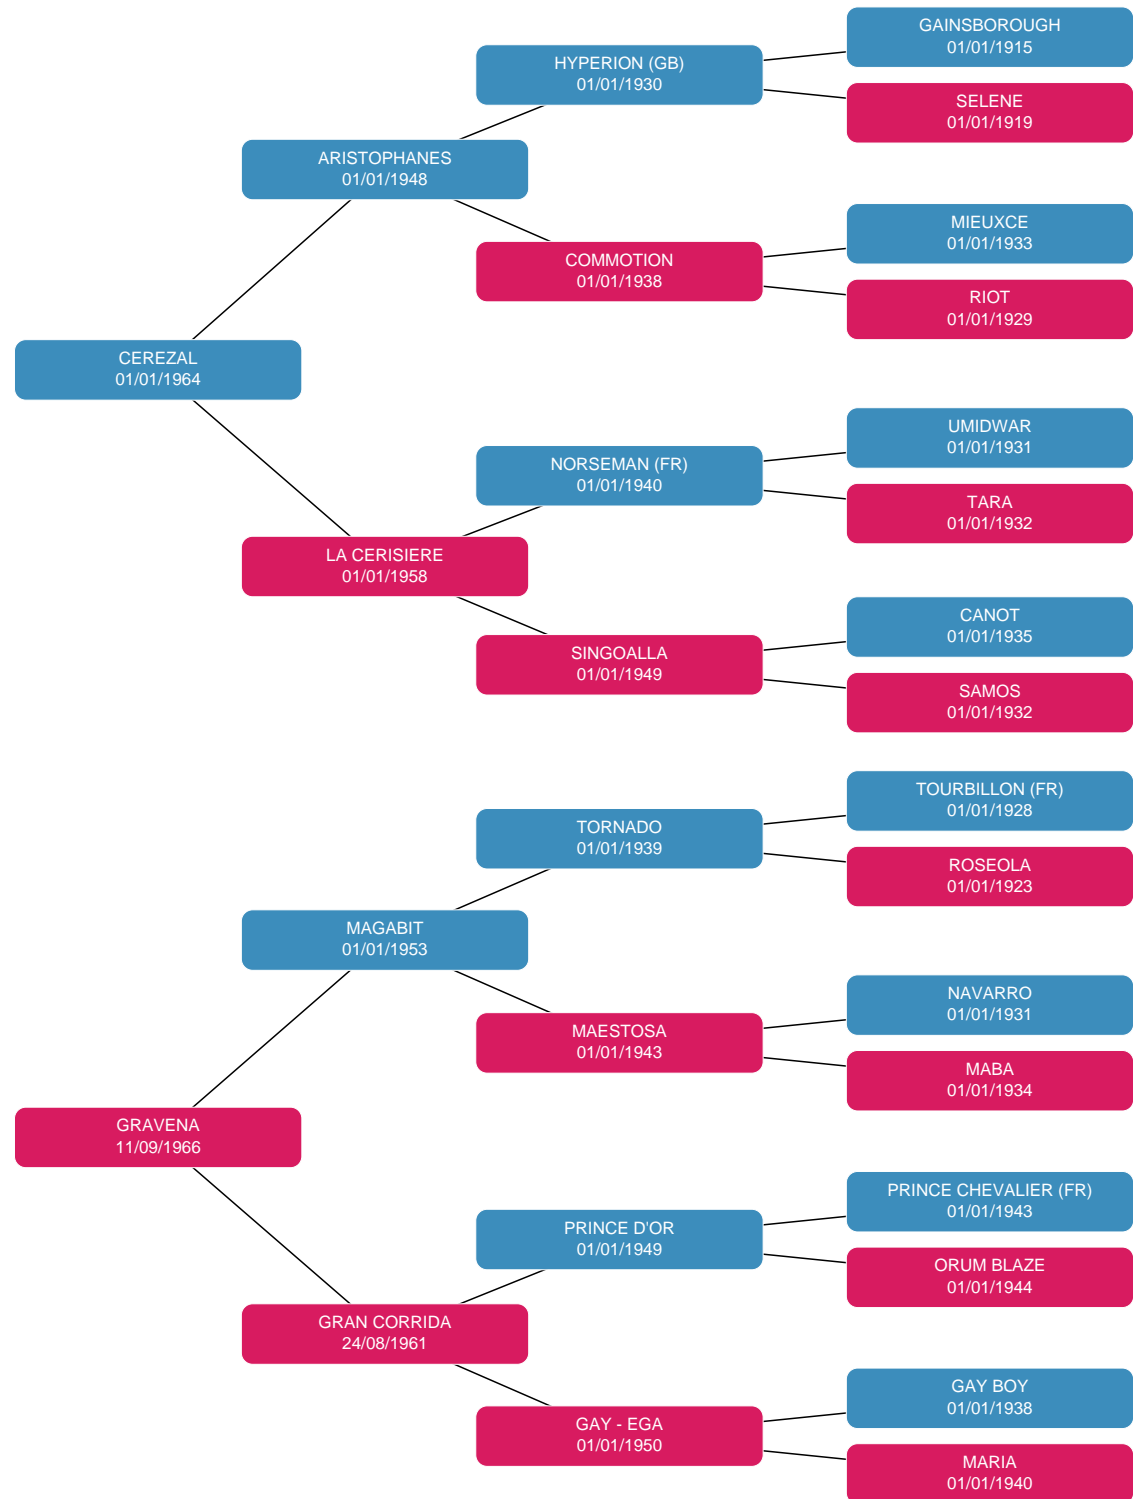 GAINSBOROUGH
01/01/1915
HYPERION (GB)
01/01/1930
SELENE
01/01/1919
ARISTOPHANES
01/01/1948
MIEUXCE
01/01/1933
COMMOTION
01/01/1938
RIOT
01/01/1929
CEREZAL
01/01/1964
UMIDWAR
01/01/1931
NORSEMAN (FR)
01/01/1940
TARA
01/01/1932
LA CERISIERE
01/01/1958
CANOT
01/01/1935
SINGOALLA
01/01/1949
SAMOS
01/01/1932
TOURBILLON (FR)
01/01/1928
TORNADO
01/01/1939
ROSEOLA
01/01/1923
MAGABIT
01/01/1953
NAVARRO
01/01/1931
MAESTOSA
01/01/1943
MABA
01/01/1934
GRAVENA
11/09/1966
PRINCE CHEVALIER (FR)
01/01/1943
PRINCE D'OR
01/01/1949
ORUM BLAZE
01/01/1944
GRAN CORRIDA
24/08/1961
GAY BOY
01/01/1938
GAY - EGA
01/01/1950
MARIA
01/01/1940